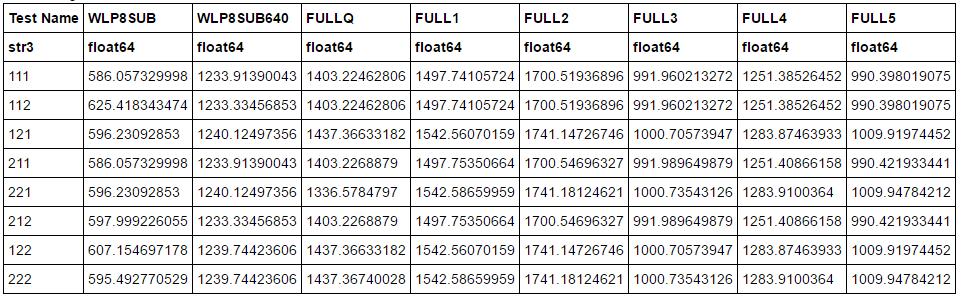 Test Name WLP8SUB WLP8SUB640 FULLQ FULL1 FULL2 FULL3 FULL4 FULL5
str3 float64 float64 float64 float64 float64 float64 float64 float64
111 586.057329998 1233.91390043 1403.22462806 1497.74105724 1700.51936896 991.960213272 1251.38526452 990.398019075
112 625.418343474 1233.33456853 1403.22462806 1497.74105724 1700.51936896 991.960213272 1251.38526452 990.398019075
121 596.23092853 1240.12497356 1437.36633182 1542.56070159 1741.14726746 1000.70573947 1283.87463933 1009.91974452
211 586.057329998 1233.91390043 1403.2268879 1497.75350664 1700.54696327 991.989649879 1251.40866158 990.421933441
221 596.23092853 1240.12497356 1336.5784797 1542.58659959 1741.18124621 1000.73543126 1283.9100364 1009.94784212
212 597.999226055 1233.33456853 1403.2268879 1497.75350664 1700.54696327 991.989649879 1251.40866158 990.421933441
122 607.154697178 1239.74423606 1437.36633182 1542.56070159 1741.14726746 1000.70573947 1283.87463933 1009.91974452
222 595.492770529 1239.74423606 1437.36740028 1542.58659959 1741.18124621 1000.73543126 1283.9100364 1009.94784212